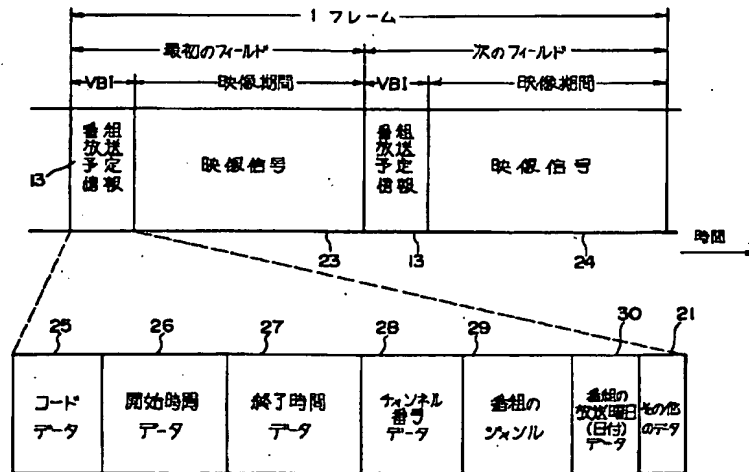 1 フレーム
最初のフィールド 次のフィールド
VBI 映像期間 VBI 映像期間
番組
放送
予定
情報
映像信号
番組
放送
予定
情報
映像信号
13
23
13
24
時間
25 26 27 28 29 30 21
コード
データ
開始時間
データ
終了時間
データ
チャンネル
番号
データ
番組の
ジャンル
番組の
放送曜日
(日付)
データ
その他
のデータ